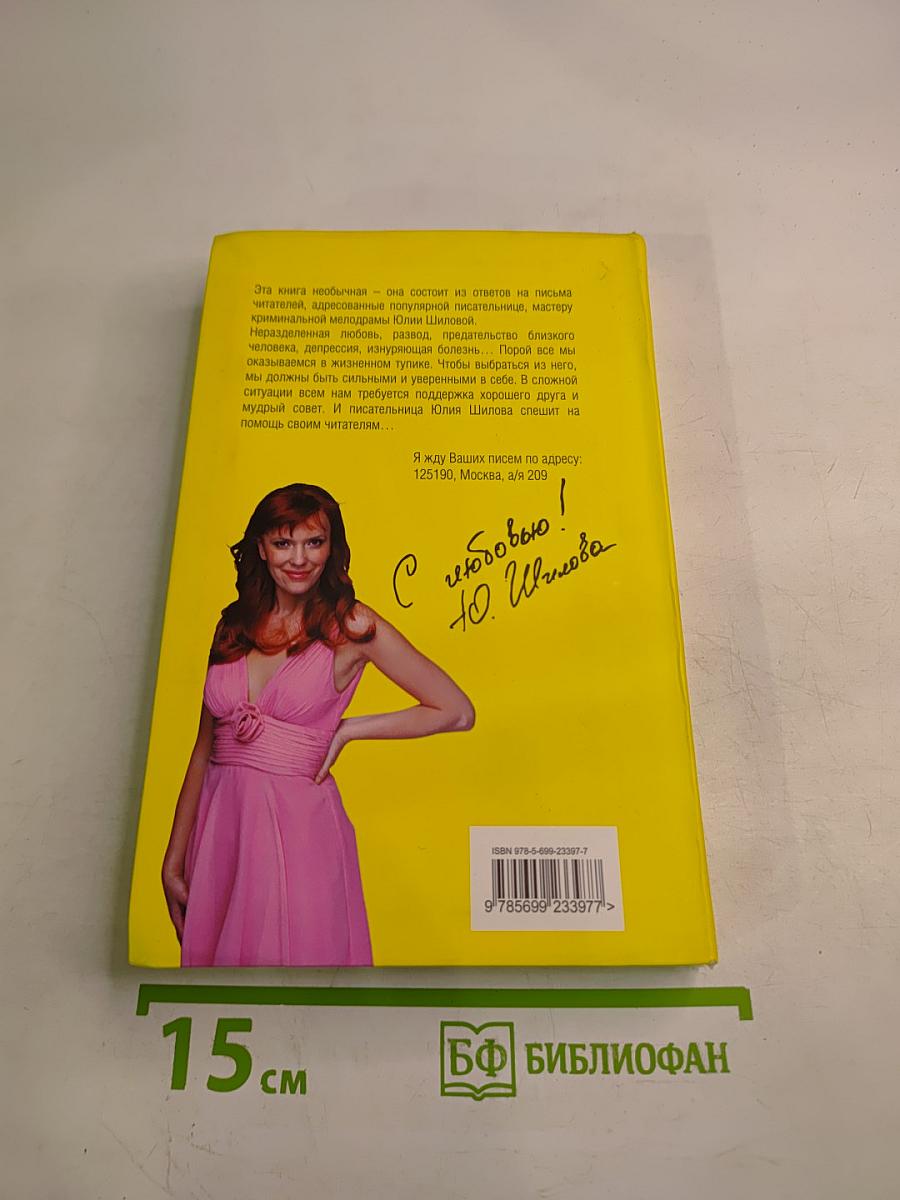 Эта книга необычная – она состоит из ответов на письма
читателей, адресованные популярной писательнице, мастеру
криминальной мелодрамы Юлии Шиловой.
Неразделенная любовь, развод, предательство близкого
человека, депрессия, изнуряющая болезнь… Порой все мы
оказываемся в жизненном тупике. Чтобы выбраться из него,
мы должны быть сильными и уверенными в себе. В сложной
ситуации всем нам требуется поддержка хорошего друга и
мудрый совет. И писательница Юлия Шилова спешит на
помощь своим читателям…
Я жду Ваших писем по адресу:
125190, Москва, а/я 209
С любовью!
Ю. Шилова
ISBN 978-5-699-23397-7
9 785699 233977 >
15 см
БФ БИБЛИОФАН